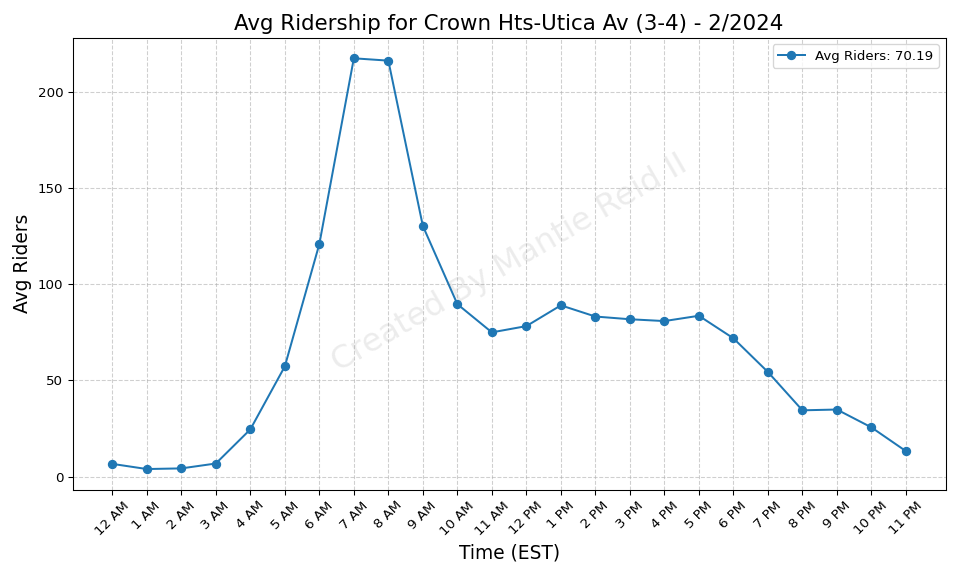 Avg Ridership for Crown Hts-Utica Av (3-4) - 2/2024
Avg Riders: 70.19
Avg Riders
200
150
100
50
0
Created By Mantie Reid II
12 AM
1 AM
2 AM
3 AM
4 AM
5 AM
6 AM
7 AM
8 AM
9 AM
10 AM
11 AM
12 PM
1 PM
2 PM
3 PM
4 PM
5 PM
6 PM
7 PM
8 PM
9 PM
10 PM
11 PM
Time (EST)